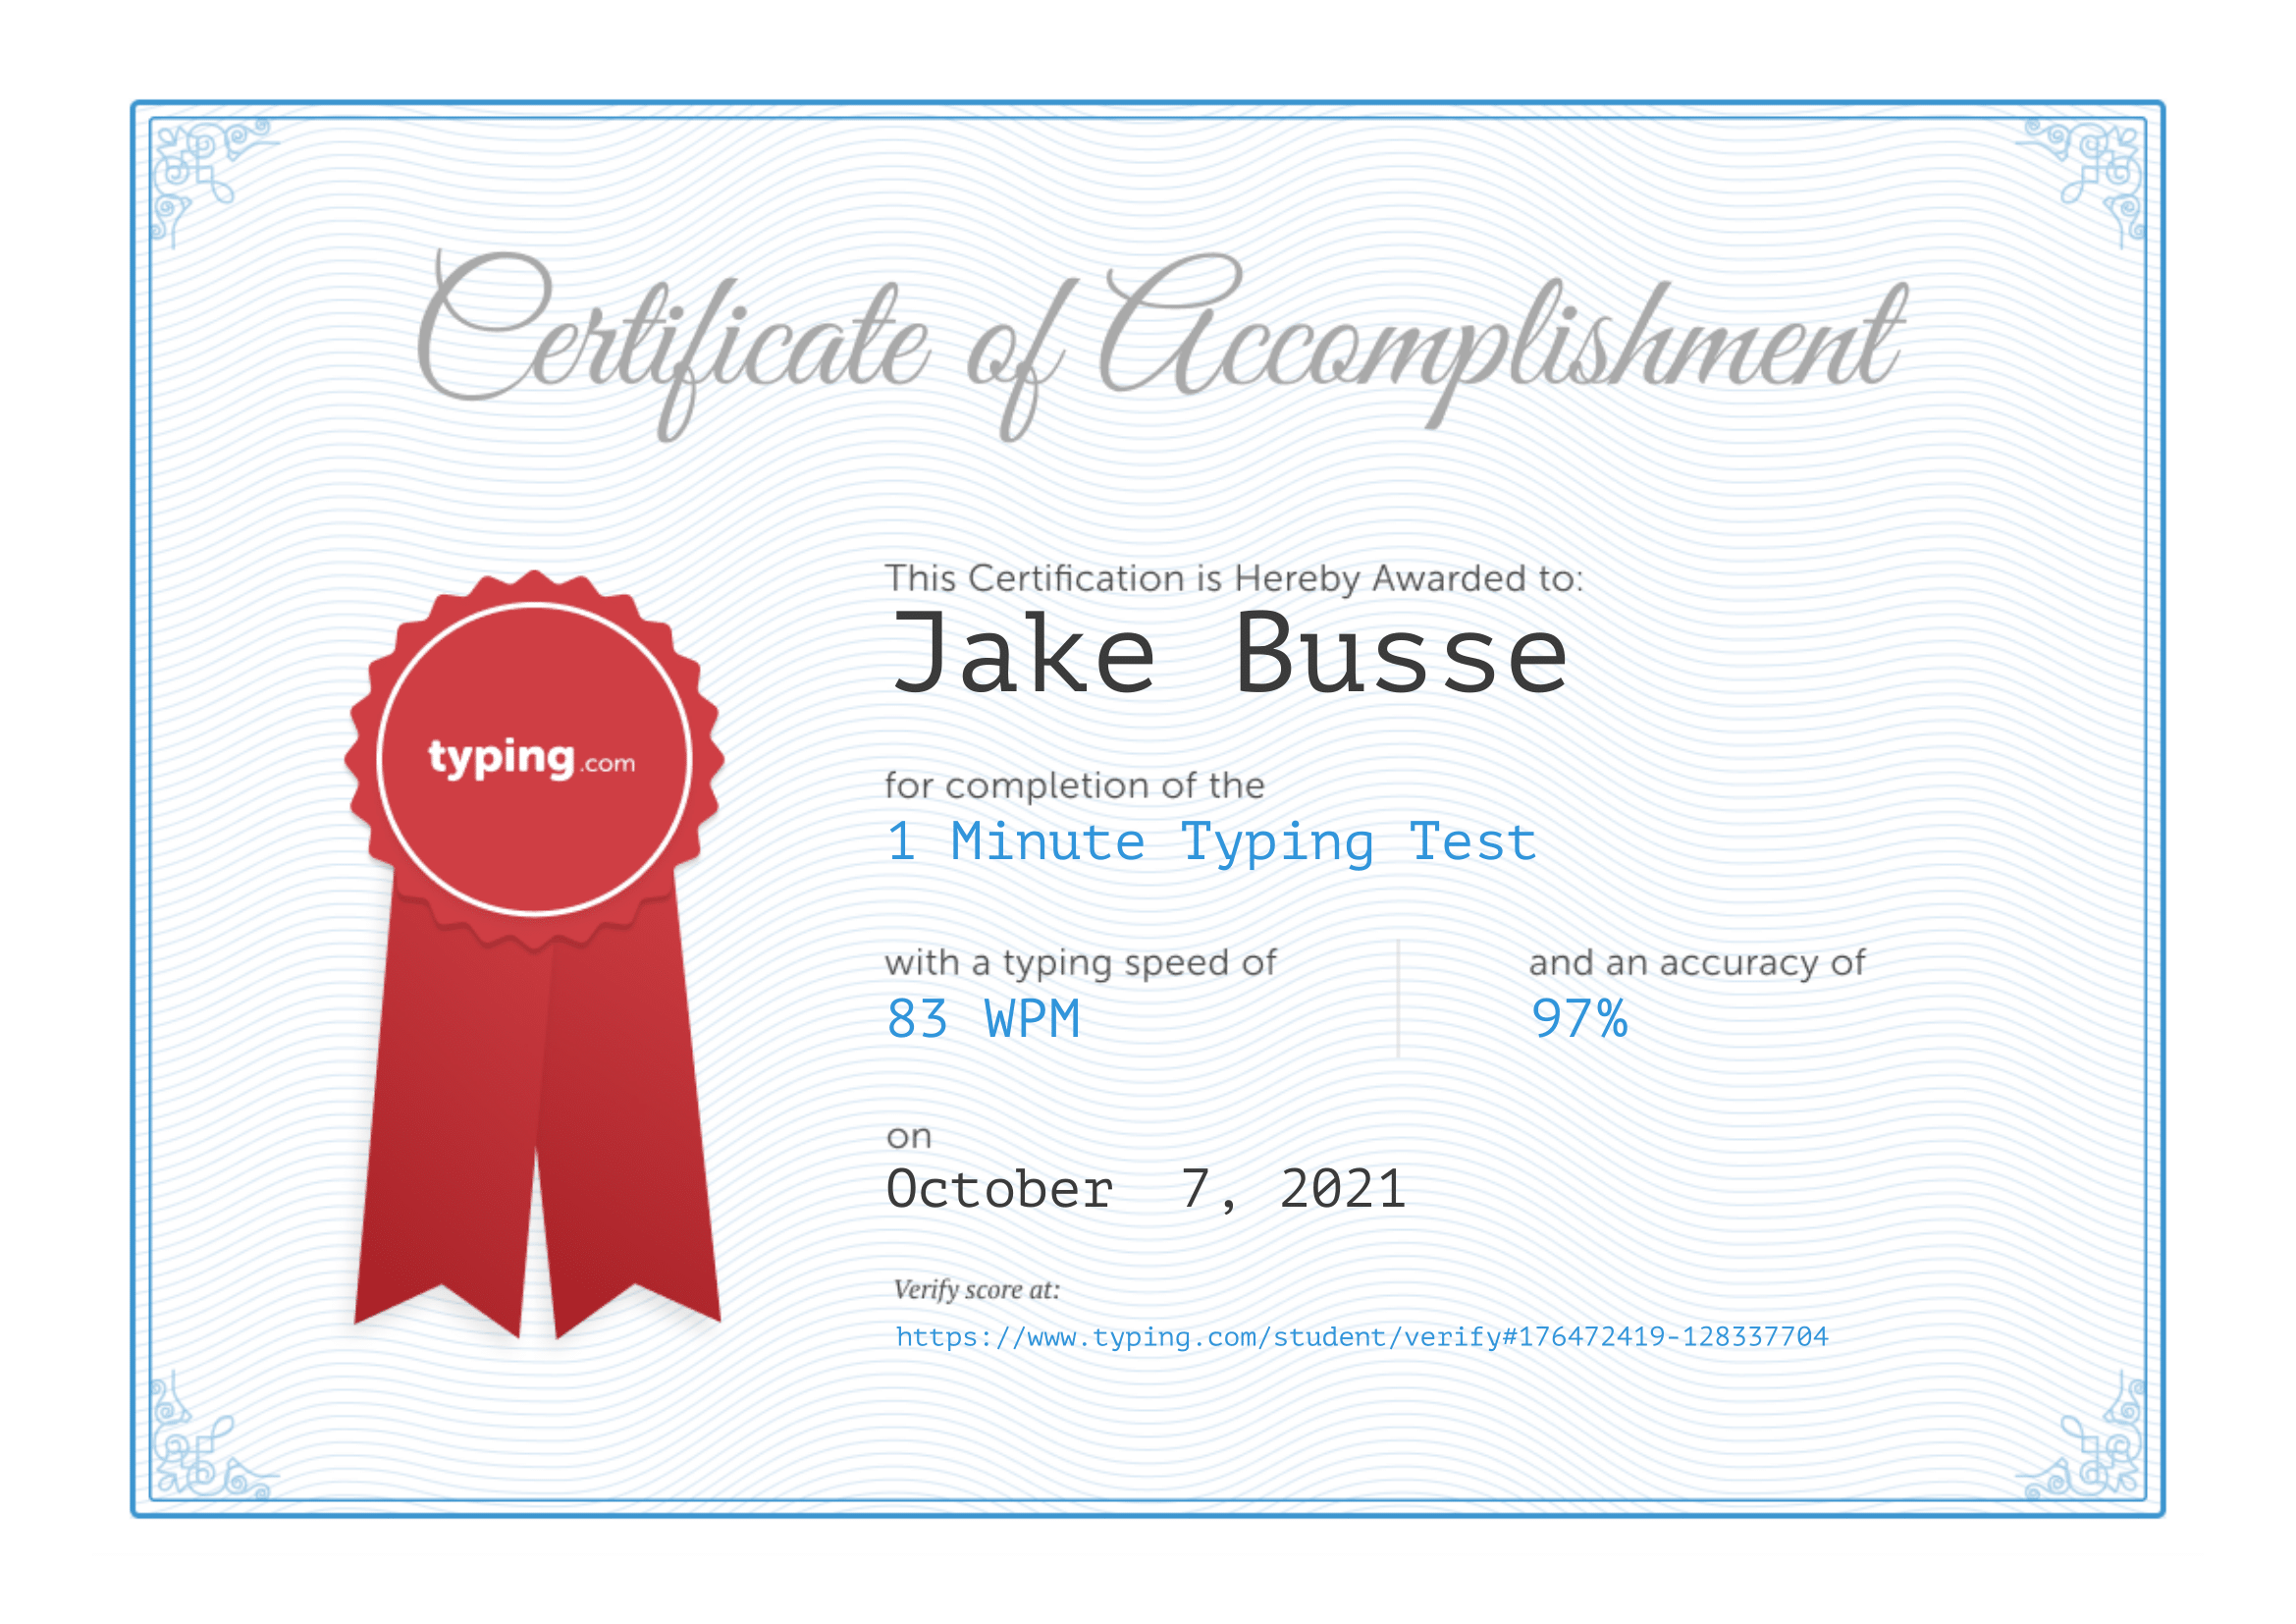 Certificate of Accomplishment
typing.com
This Certification is Hereby Awarded to:
Jake Busse
for completion of the
1 Minute Typing Test
with a typing speed of
83 WPM
and an accuracy of
97%
on
October 7, 2021
Verify score at:
https://www.typing.com/student/verify#176472419-128337704